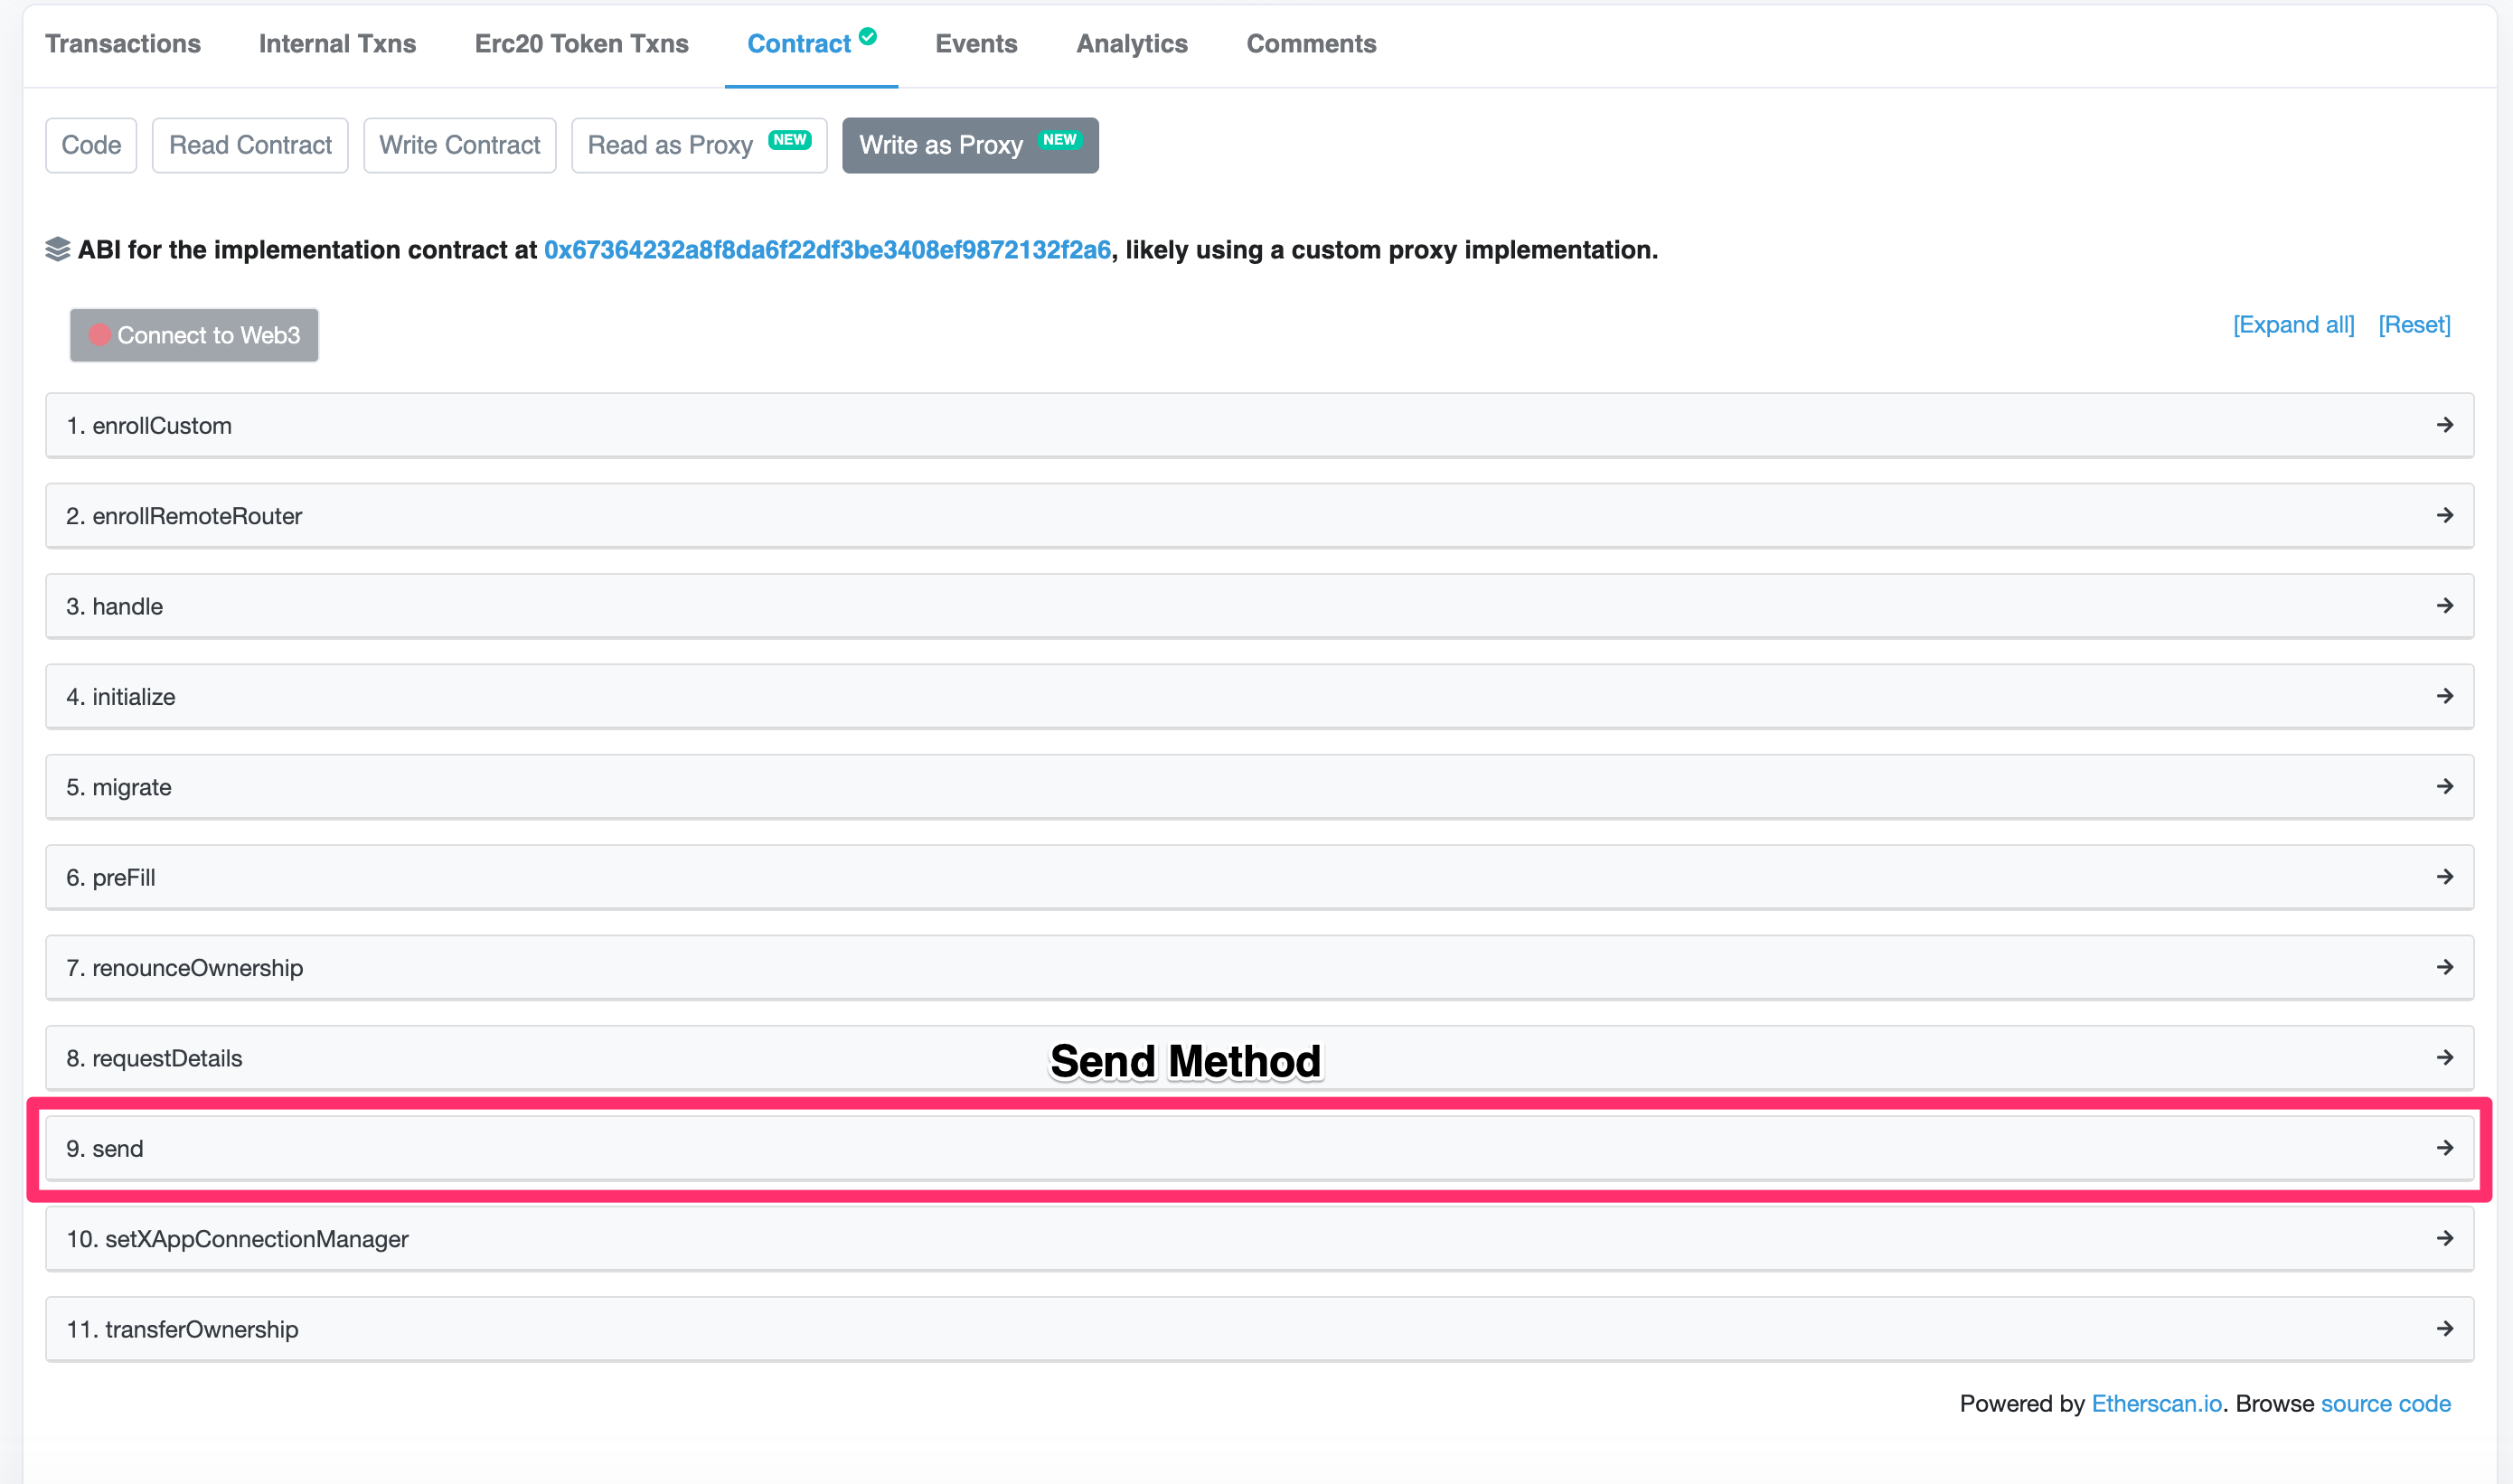 Transactions Internal Txns Erc20 Token Txns Contract Events Analytics Comments
Code Read Contract Write Contract Read as Proxy NEW Write as Proxy NEW
ABI for the implementation contract at 0x67364232a8f8da6f22df3be3408ef9872132f2a6, likely using a custom proxy implementation.
Connect to Web3 [Expand all] [Reset]
1. enrollCustom
2. enrollRemoteRouter
3. handle
4. initialize
5. migrate
6. preFill
7. renounceOwnership
8. requestDetails
Send Method
9. send
10. setXAppConnectionManager
11. transferOwnership
Powered by Etherscan.io. Browse source code